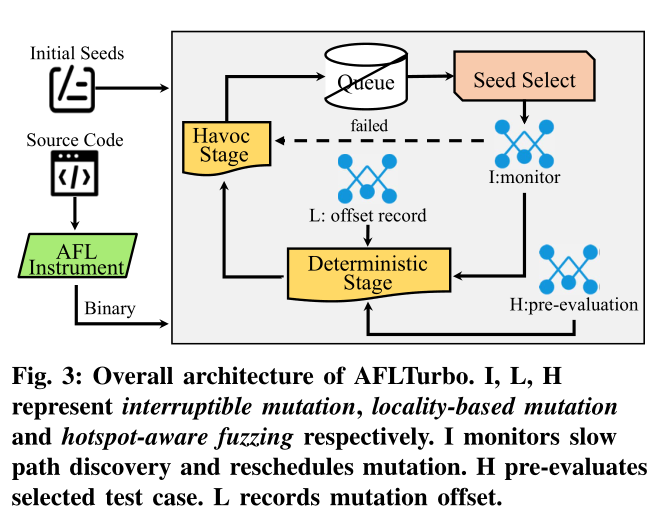 Initial Seeds
Queue
Seed Select
failed
Havoc
Stage
Source Code
</>
I:monitor
L: offset record
AFL
Instrument
Deterministic
Stage
H:pre-evaluation
Binary
Fig. 3: Overall architecture of AFLTurbo. I, L, H
represent interruptible mutation, locality-based mutation
and hotspot-aware fuzzing respectively. I monitors slow
path discovery and reschedules mutation. H pre-evaluates
selected test case. L records mutation offset.